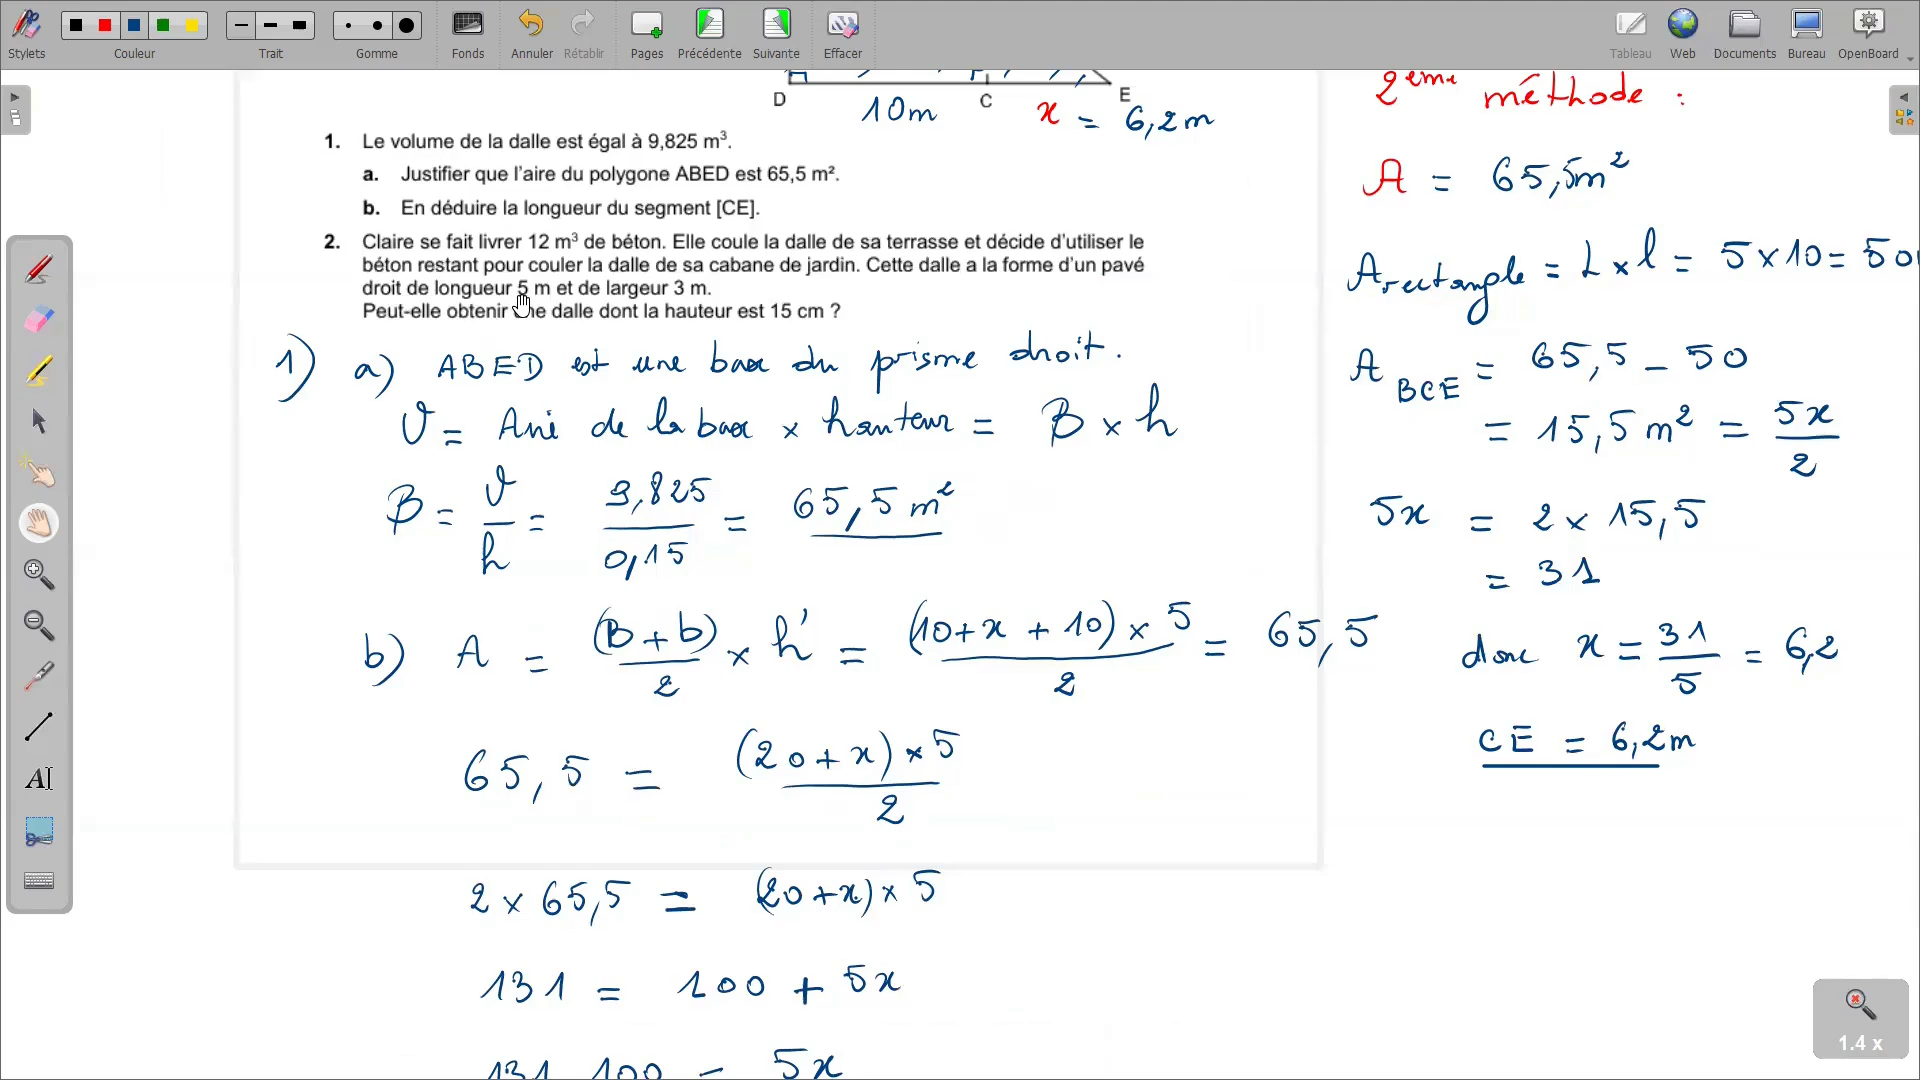 Stylets
Couleur
Trait
Gomme
Fonds
Annuler
Rétablir
Pages
Précédente
Suivante
Effacer
Tableau
Web
Documents
Bureau
OpenBoard
D
10m
C
E
x = 6,2m
1. Le volume de la dalle est égal à 9,825 m³.
a. Justifier que l'aire du polygone ABED est 65,5 m².
b. En déduire la longueur du segment [CE].
2. Claire se fait livrer 12 m³ de béton. Elle coule la dalle de sa terrasse et décide d'utiliser le
béton restant pour couler la dalle de sa cabane de jardin. Cette dalle a la forme d'un pavé
droit de longueur 5 m et de largeur 3 m.
Peut-elle obtenir une dalle dont la hauteur est 15 cm ?
1) a) ABED est une base du prisme droit.
V = Aire de la base × hauteur = B × h
B = V/h = 9,825/0,15 = 65,5 m²
b) A = (B + b)/2 × h' = (10+x + 10) × 5/2 = 65,5
65,5 = (20+x) × 5/2
2 × 65,5 = (20+x) × 5
131 = 100 + 5x
131 - 100 = 5x
2ème méthode :
A = 65,5m²
A rectangle = L × l = 5 × 10 = 50
A BCE = 65,5 - 50
= 15,5 m² = 5x/2
5x = 2 × 15,5
= 31
donc x = 31/5 = 6,2
CE = 6,2m
AI
1.4 x